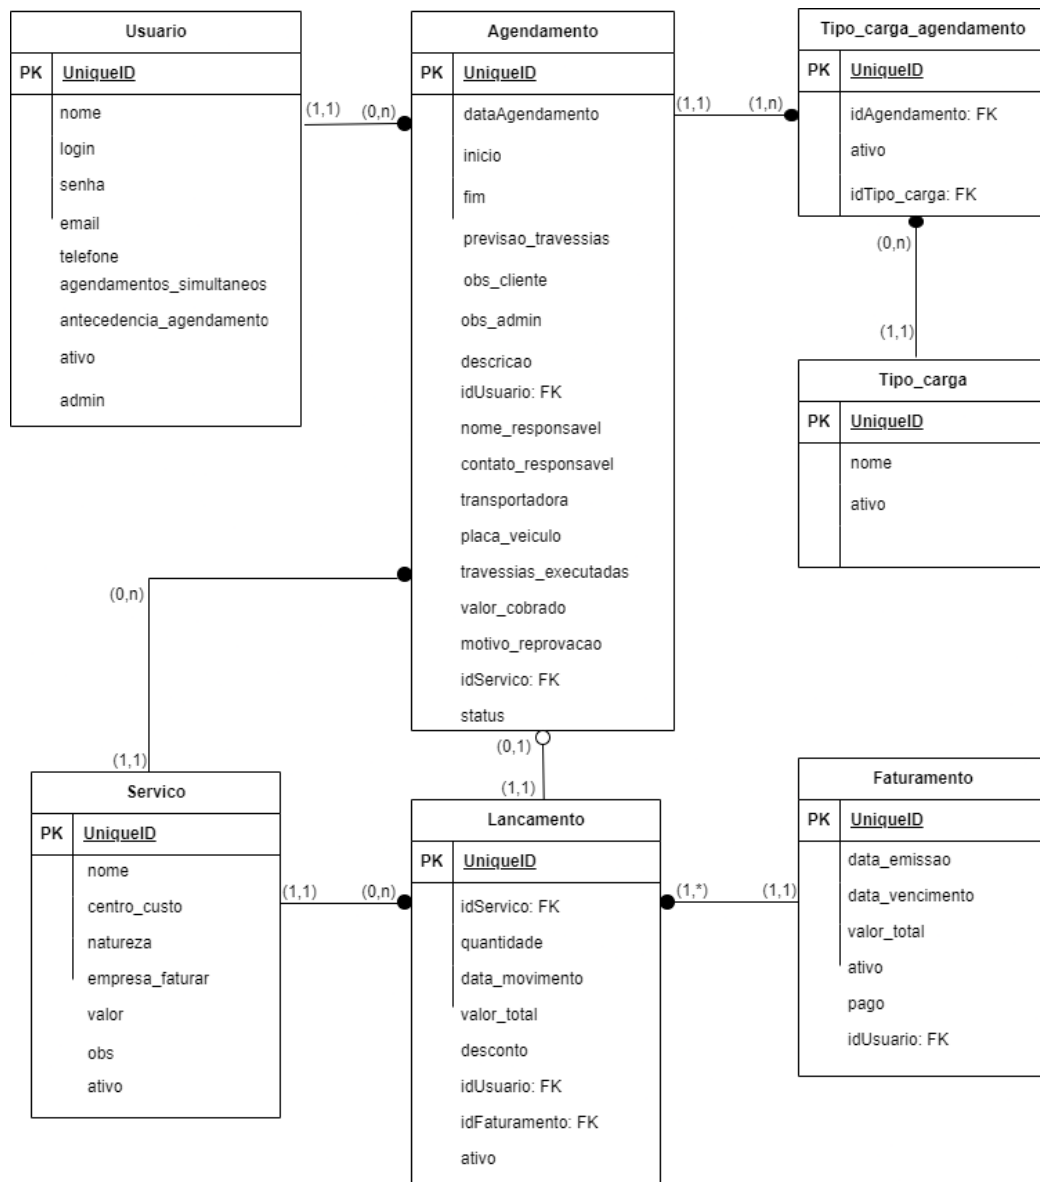 Usuario
PK UniqueID
nome
login
senha
email
telefone
agendamentos_simultaneos
antecedencia_agendamento
ativo
admin
(1,1) (0,n)
Agendamento
PK UniqueID
dataAgendamento
inicio
fim
previsao_travessias
obs_cliente
obs_admin
descricao
idUsuario: FK
nome_responsavel
contato_responsavel
transportadora
placa_veiculo
travessias_executadas
valor_cobrado
motivo_reprovacao
idServico: FK
status
(1,1) (1,n)
Tipo_carga_agendamento
PK UniqueID
idAgendamento: FK
ativo
idTipo_carga: FK
(0,n)
(1,1)
Tipo_carga
PK UniqueID
nome
ativo
(0,n)
(1,1)
Servico
PK UniqueID
nome
centro_custo
natureza
empresa_faturar
valor
obs
ativo
(1,1) (0,n)
(0,1)
(1,1)
Lancamento
PK UniqueID
idServico: FK
quantidade
data_movimento
valor_total
desconto
idUsuario: FK
idFaturamento: FK
ativo
(1,*) (1,1)
Faturamento
PK UniqueID
data_emissao
data_vencimento
valor_total
ativo
pago
idUsuario: FK